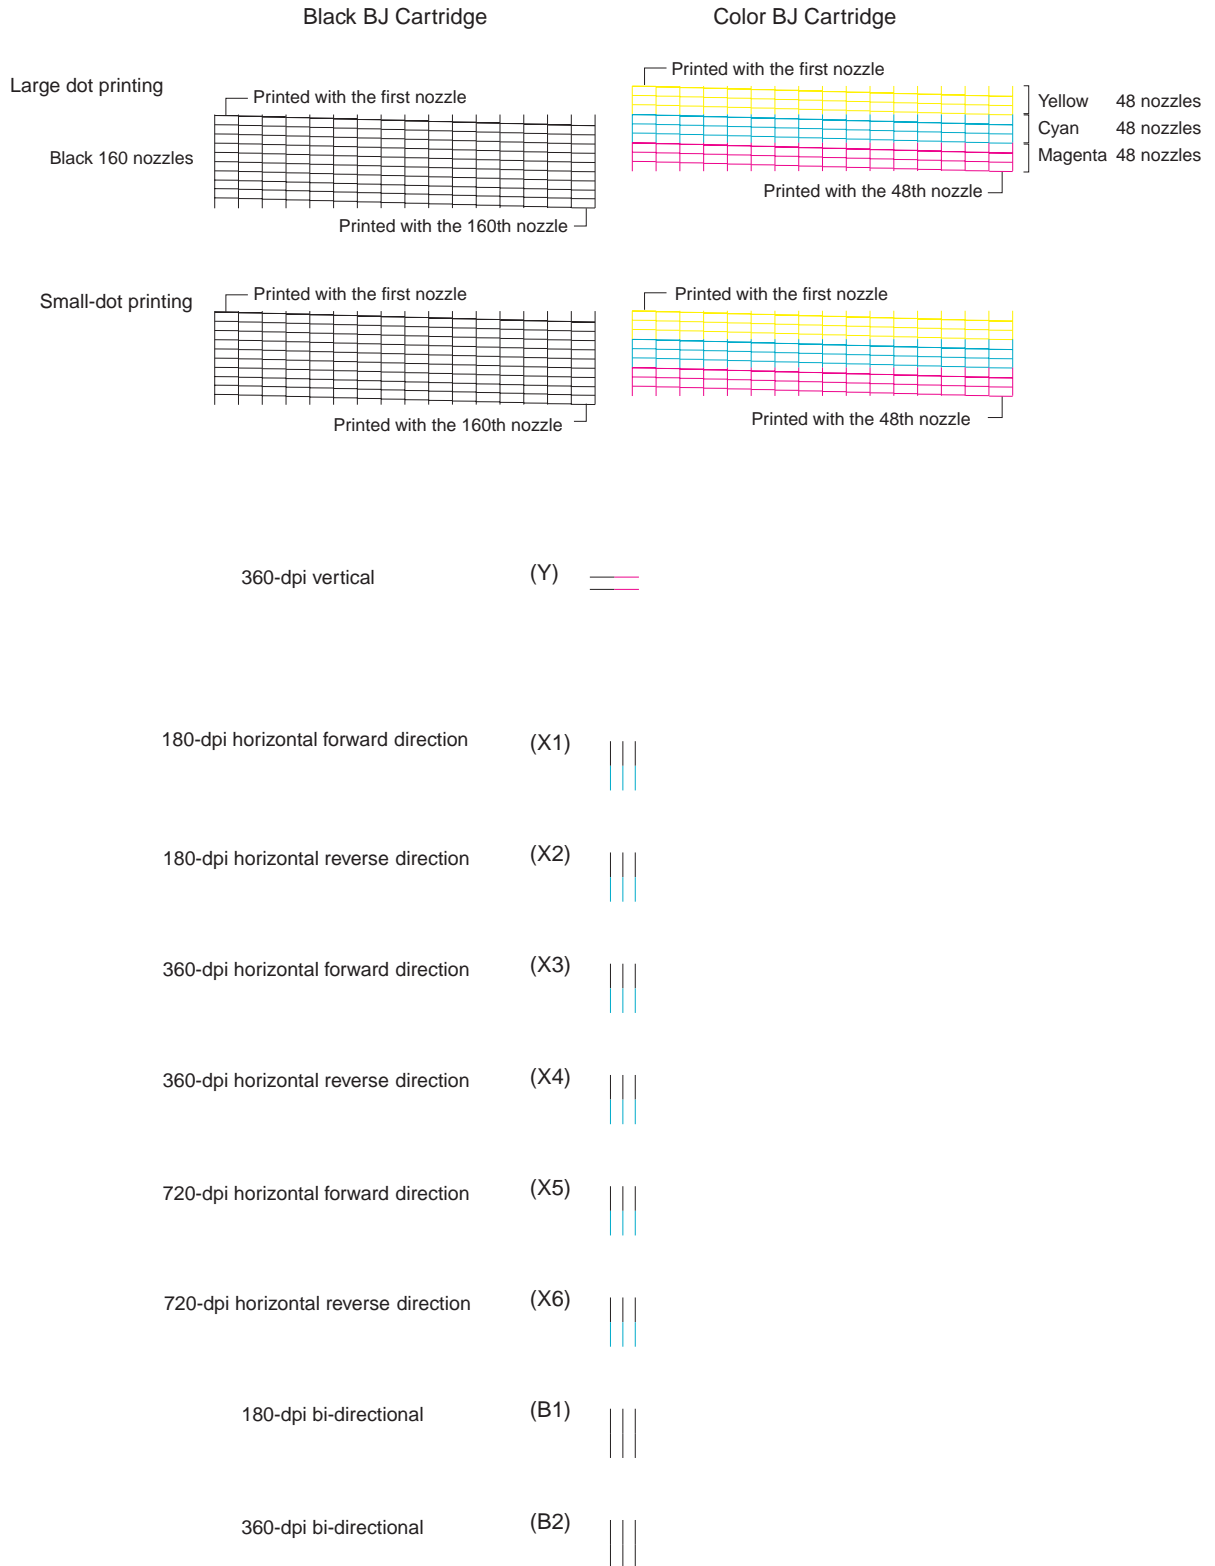 Black BJ Cartridge
Color BJ Cartridge
Large dot printing
Printed with the first nozzle
Black 160 nozzles
Printed with the 160th nozzle
Printed with the first nozzle
Yellow 48 nozzles
Cyan 48 nozzles
Magenta 48 nozzles
Printed with the 48th nozzle
Small-dot printing
Printed with the first nozzle
Printed with the 160th nozzle
Printed with the first nozzle
Printed with the 48th nozzle
360-dpi vertical (Y)
180-dpi horizontal forward direction (X1)
180-dpi horizontal reverse direction (X2)
360-dpi horizontal forward direction (X3)
360-dpi horizontal reverse direction (X4)
720-dpi horizontal forward direction (X5)
720-dpi horizontal reverse direction (X6)
180-dpi bi-directional (B1)
360-dpi bi-directional (B2)